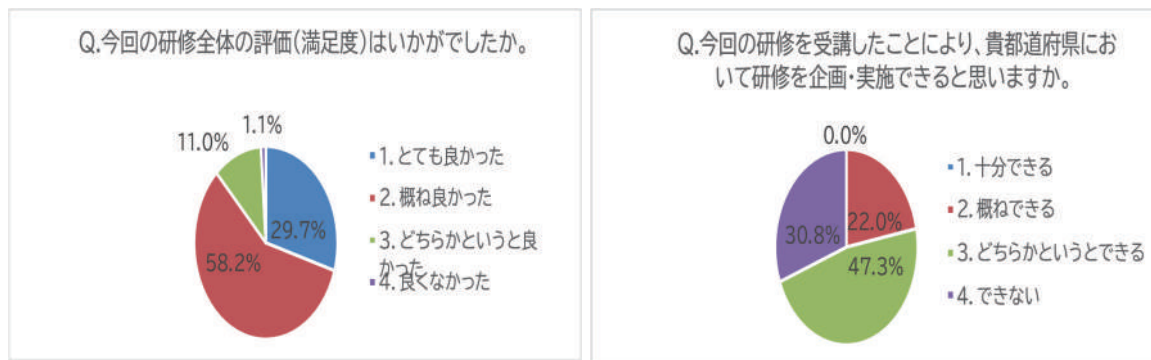 Q.今回の研修全体の評価(満足度)はいかがでしたか。
1.1%
11.0%
29.7%
58.2%
1. とても良かった
2. 概ね良かった
3. どちらかというと良
かった
4. 良くなかった
Q.今回の研修を受講したことにより、貴都道府県にお
いて研修を企画・実施できると思いますか。
0.0%
22.0%
30.8%
47.3%
1. 十分できる
2. 概ねできる
3. どちらかというとできる
4. できない